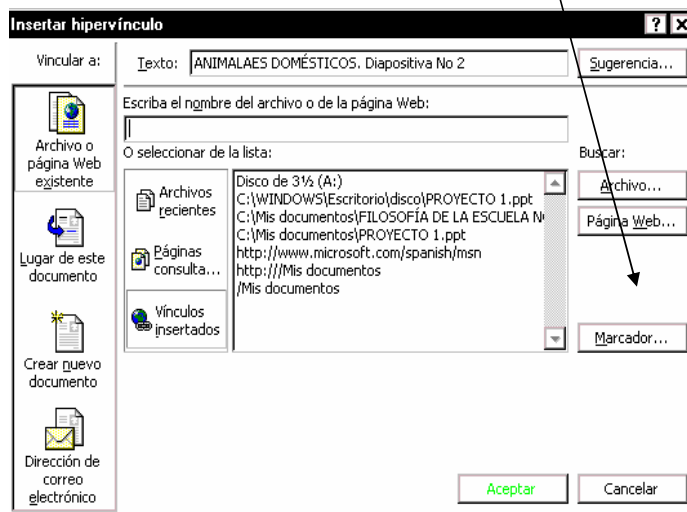 Insertar hipervínculo
Vincular a:
Texto: ANIMALAES DOMÉSTICOS. Diapositiva No 2
Sugerencia...
Archivo o
página Web
existente
Lugar de este
documento
Crear nuevo
documento
Dirección de
correo
electrónico
Escriba el nombre del archivo o de la página Web:
O seleccionar de la lista:
Archivos
recientes
Páginas
consulta...
Vínculos
insertados
Disco de 3½ (A:)
C:\WINDOWS\Escritorio\disco\PROYECTO 1.ppt
C:\Mis documentos\FILOSOFÍA DE LA ESCUELA N
C:\Mis documentos\PROYECTO 1.ppt
http://www.microsoft.com/spanish/msn
http:///Mis documentos
/Mis documentos
Buscar:
Archivo...
Página Web...
Marcador...
Aceptar
Cancelar